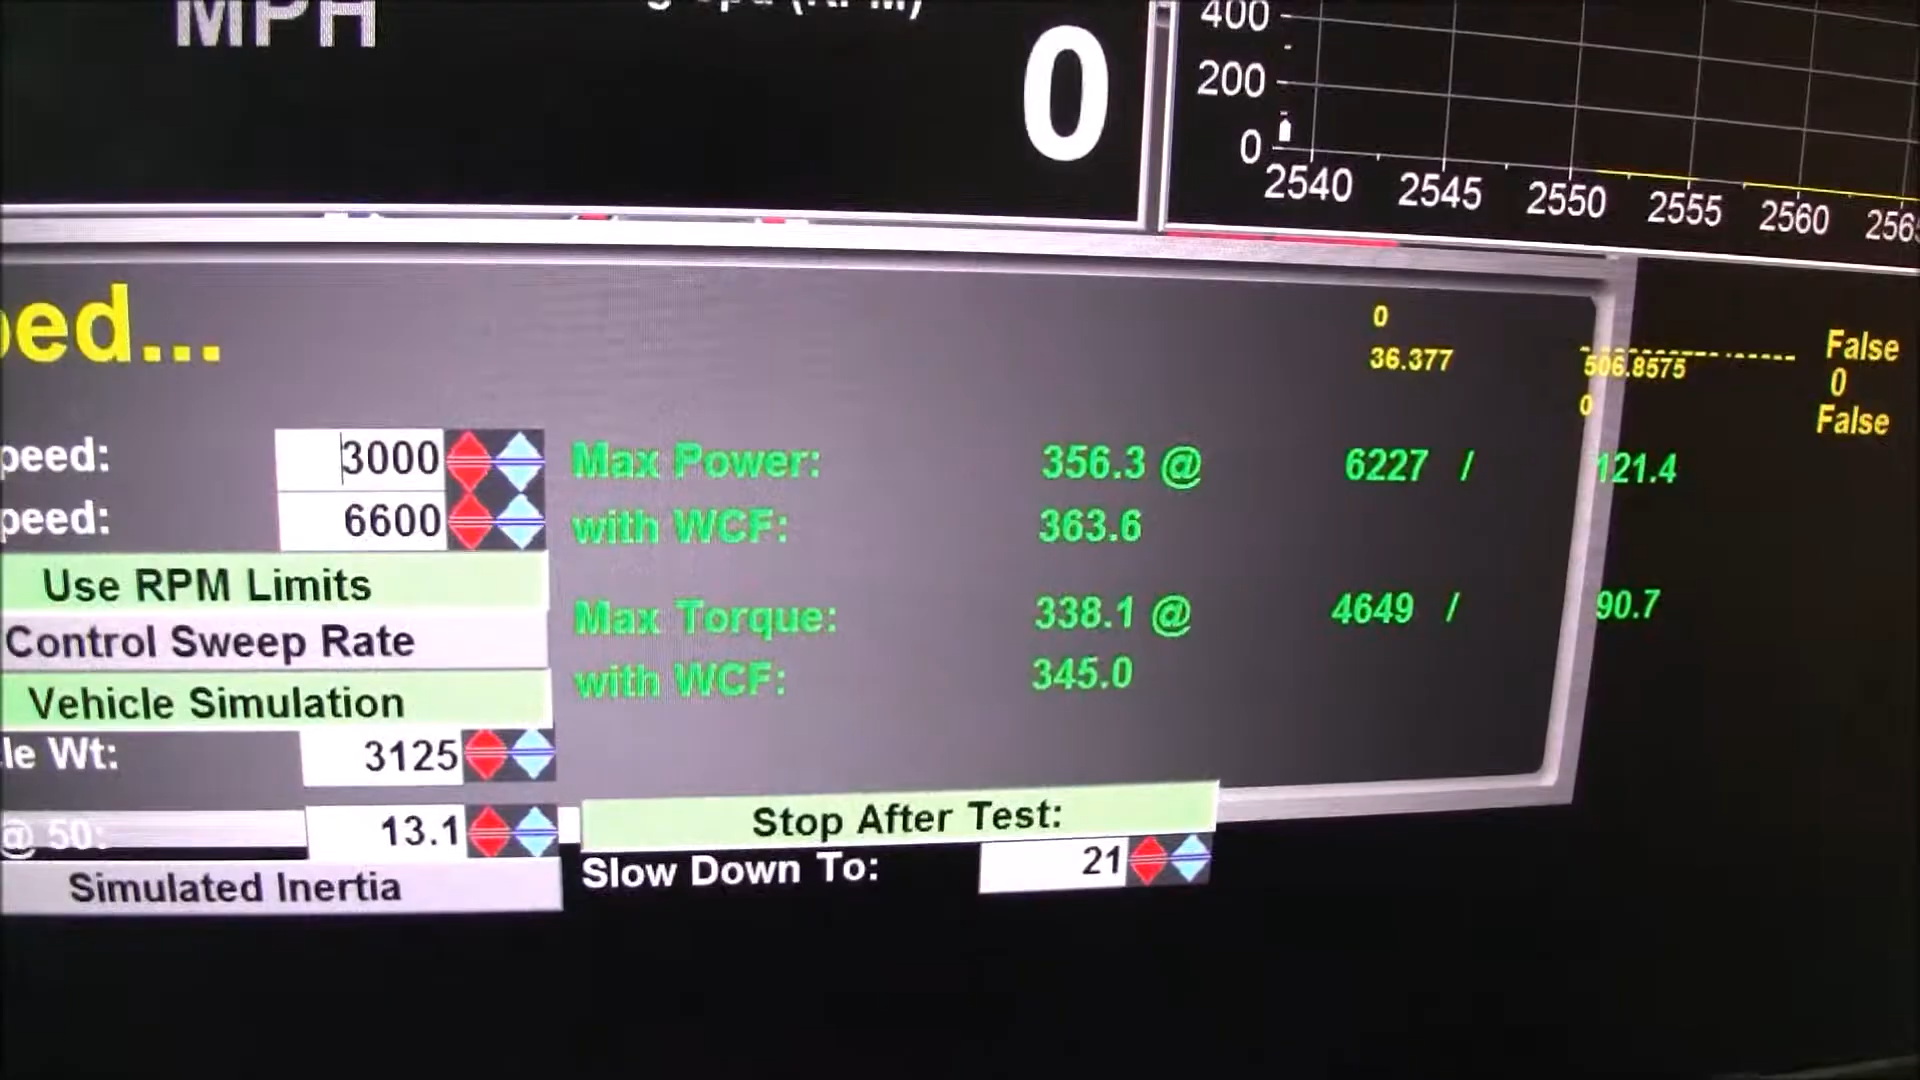 MPH
0
400
200
0
2540 2545 2550 2555 2560
ed...
0
36.377
506.8575
0
False
0
False
peed: 3000
peed: 6600
Use RPM Limits
Control Sweep Rate
Vehicle Simulation
le Wt: 3125
@ 50: 13.1
Simulated Inertia
Max Power: 356.3 @ 6227 / 121.4
with WCF: 363.6
Max Torque: 338.1 @ 4649 / 90.7
with WCF: 345.0
Stop After Test:
Slow Down To: 21